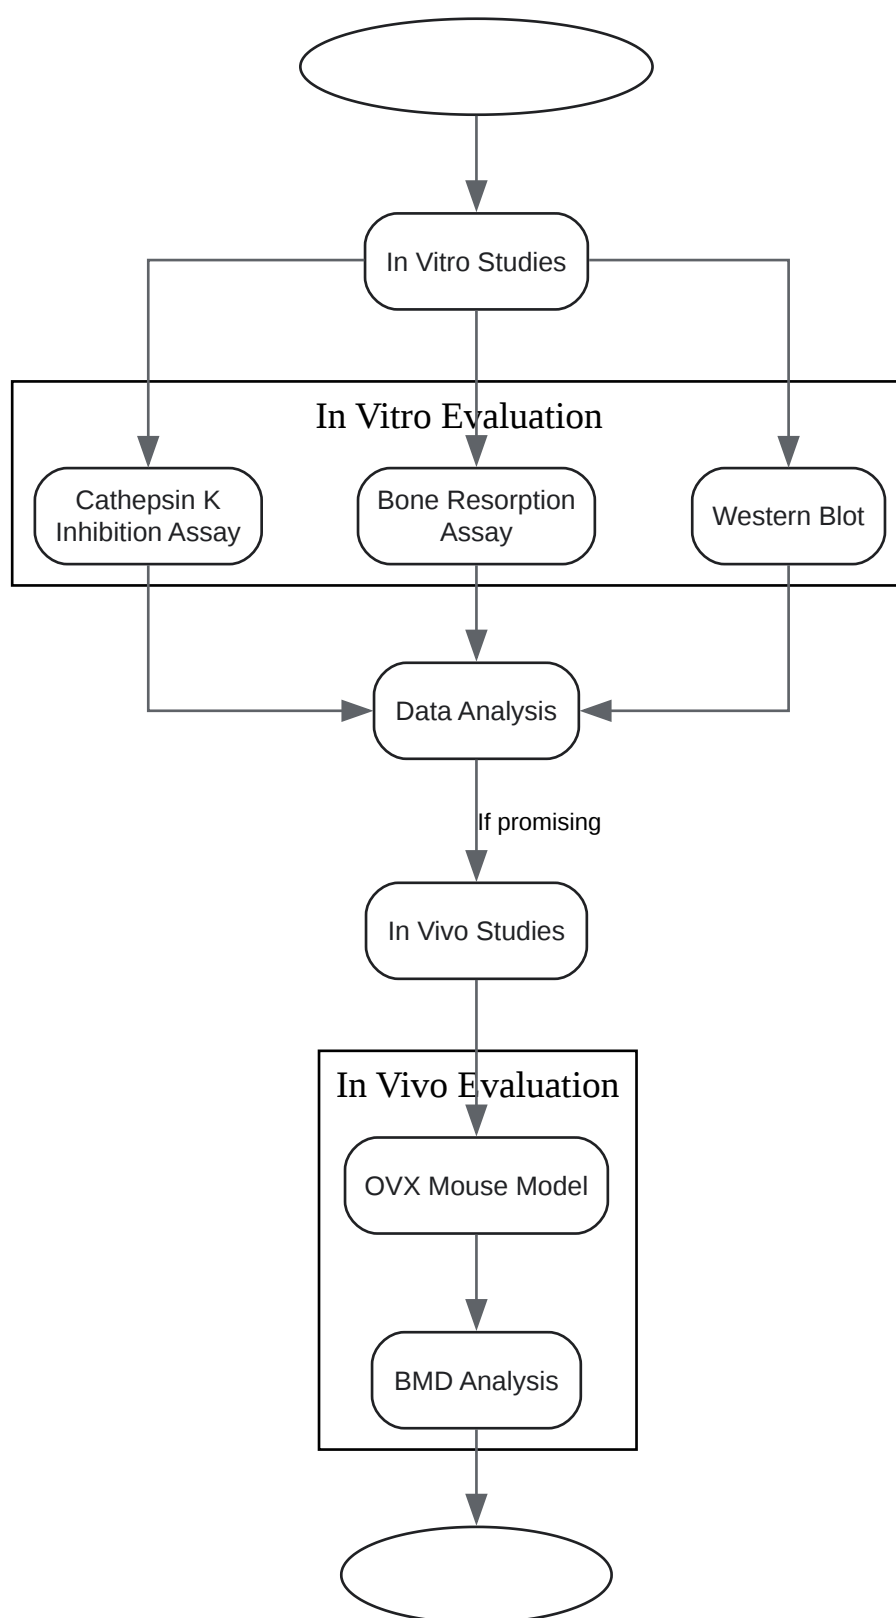 In Vitro Studies
In Vitro Evaluation
Cathepsin K
Inhibition Assay
Bone Resorption
Assay
Western Blot
Data Analysis
If promising
In Vivo Studies
In Vivo Evaluation
OVX Mouse Model
BMD Analysis